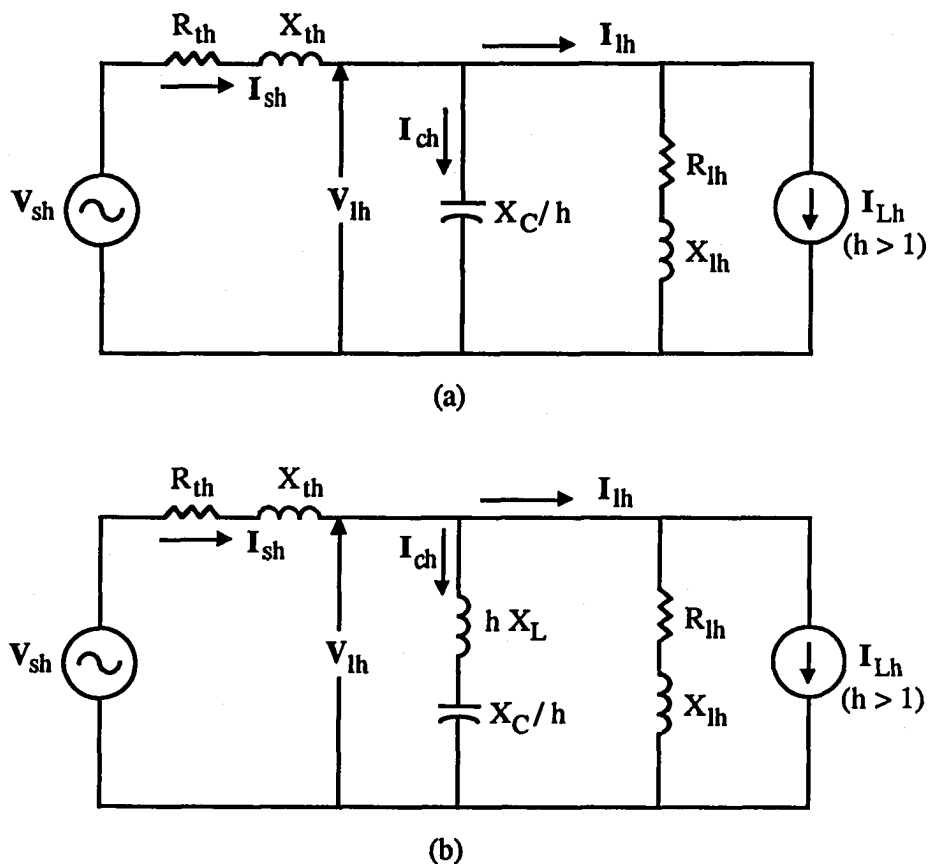 R_th X_th
I_lh
I_sh
I_ch
R_lh
V_sh
V_lh
X_C/h
I_Lh
(h > 1)
X_lh
(a)
R_th X_th
I_lh
I_sh
I_ch
h X_L
R_lh
V_sh
V_lh
I_Lh
X_C/h
X_lh
(h > 1)
(b)